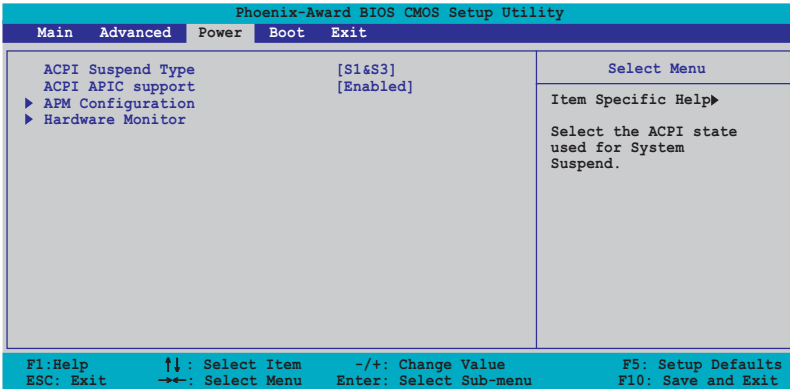 Phoenix-Award BIOS CMOS Setup Utility
Main Advanced Power Boot Exit
ACPI Suspend Type [S1&S3]
ACPI APIC support [Enabled]
APM Configuration
Hardware Monitor
Select Menu
Item Specific Help
Select the ACPI state
used for System
Suspend.
F1:Help ↑↓: Select Item -/+: Change Value F5: Setup Defaults
ESC: Exit →←: Select Menu Enter: Select Sub-menu F10: Save and Exit